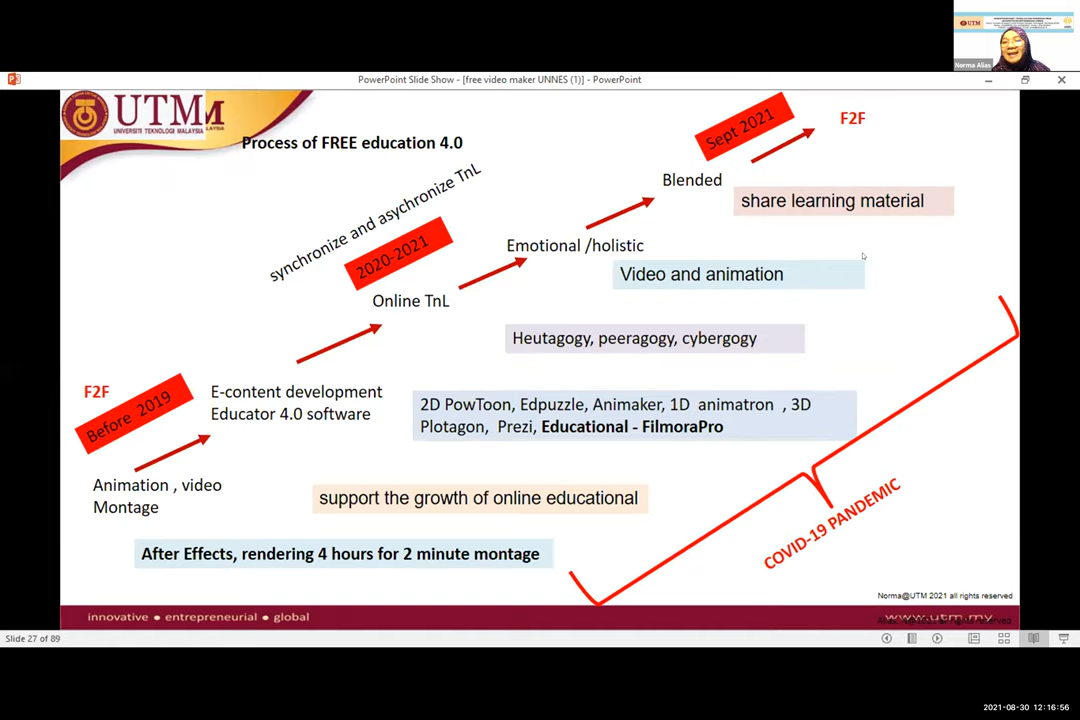 UTM
Norma Alias
PowerPoint Slide Show - [free video maker UNNES (1)] - PowerPoint
UTM
UNIVERSITI TEKNOLOGI MALAYSIA
Process of FREE education 4.0
Sept 2021
F2F
Blended
share learning material
synchronize and asychronize TnL
2020-2021
Emotional /holistic
Video and animation
Online TnL
Heutagogy, peeragogy, cybergogy
F2F
Before 2019
E-content development
Educator 4.0 software
2D PowToon, Edpuzzle, Animaker, 1D animatron , 3D
Plotagon, Prezi, Educational - FilmoraPro
Animation , video
Montage
support the growth of online educational
COVID-19 PANDEMIC
After Effects, rendering 4 hours for 2 minute montage
Norma@UTM 2021 all rights reserved
innovative ● entrepreneurial ● global
www.utm.my
Slide 27 of 89
2021-08-30 12:16:56